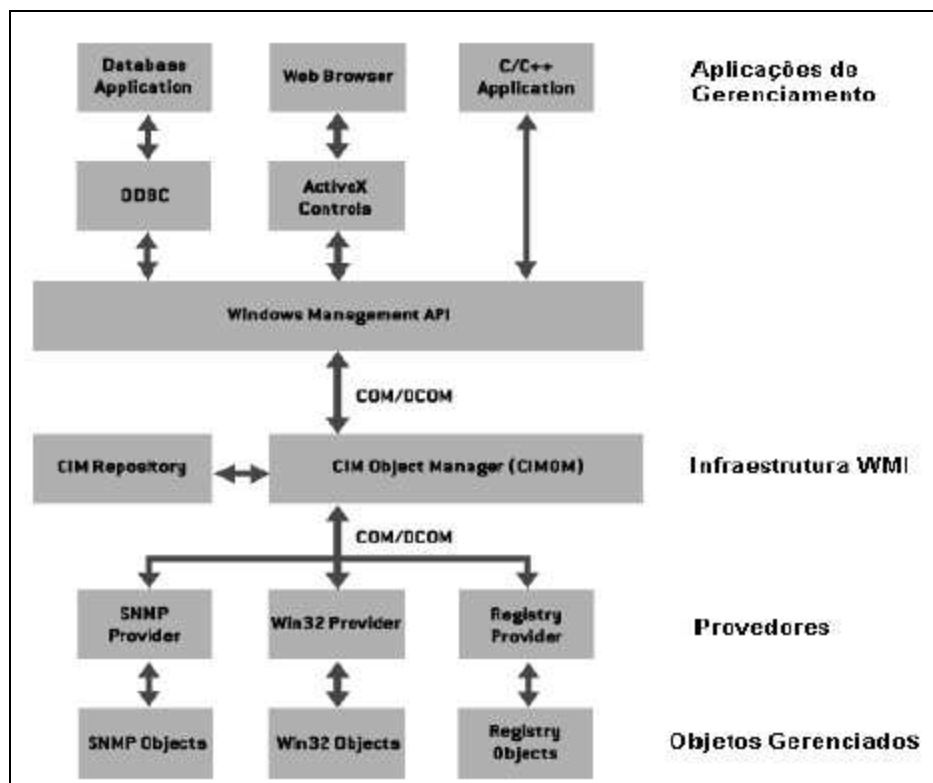 Database
Application
Web Browser
C/C++
Application
Aplicações de
Gerenciamento
ODBC
ActiveX
Controls
Windows Management API
COM/DCOM
CIM Repository
CIM Object Manager (CIMOM)
Infraestrutura WMI
COM/DCOM
SNMP
Provider
Win32 Provider
Registry
Provider
Provedores
SNMP Objects
Win32 Objects
Registry
Objects
Objetos Gerenciados